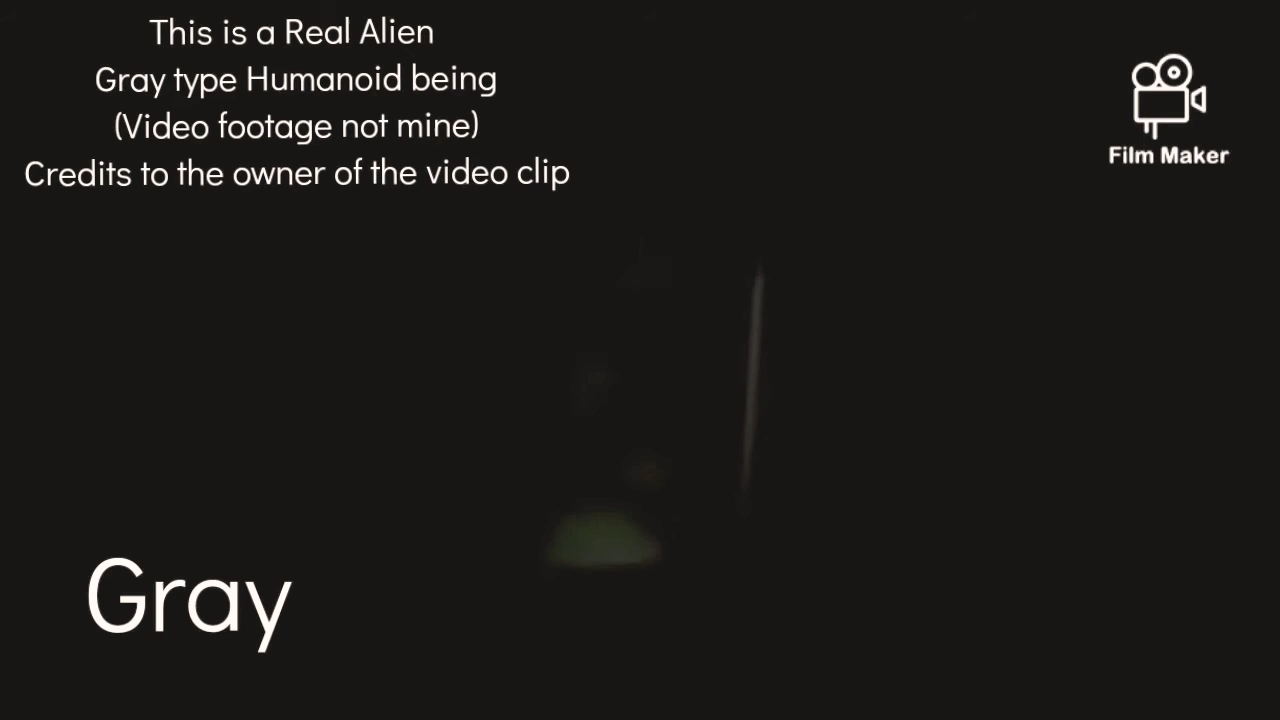 This is a Real Alien
Gray type Humanoid being
(Video footage not mine)
Credits to the owner of the video clip
Film Maker
Gray